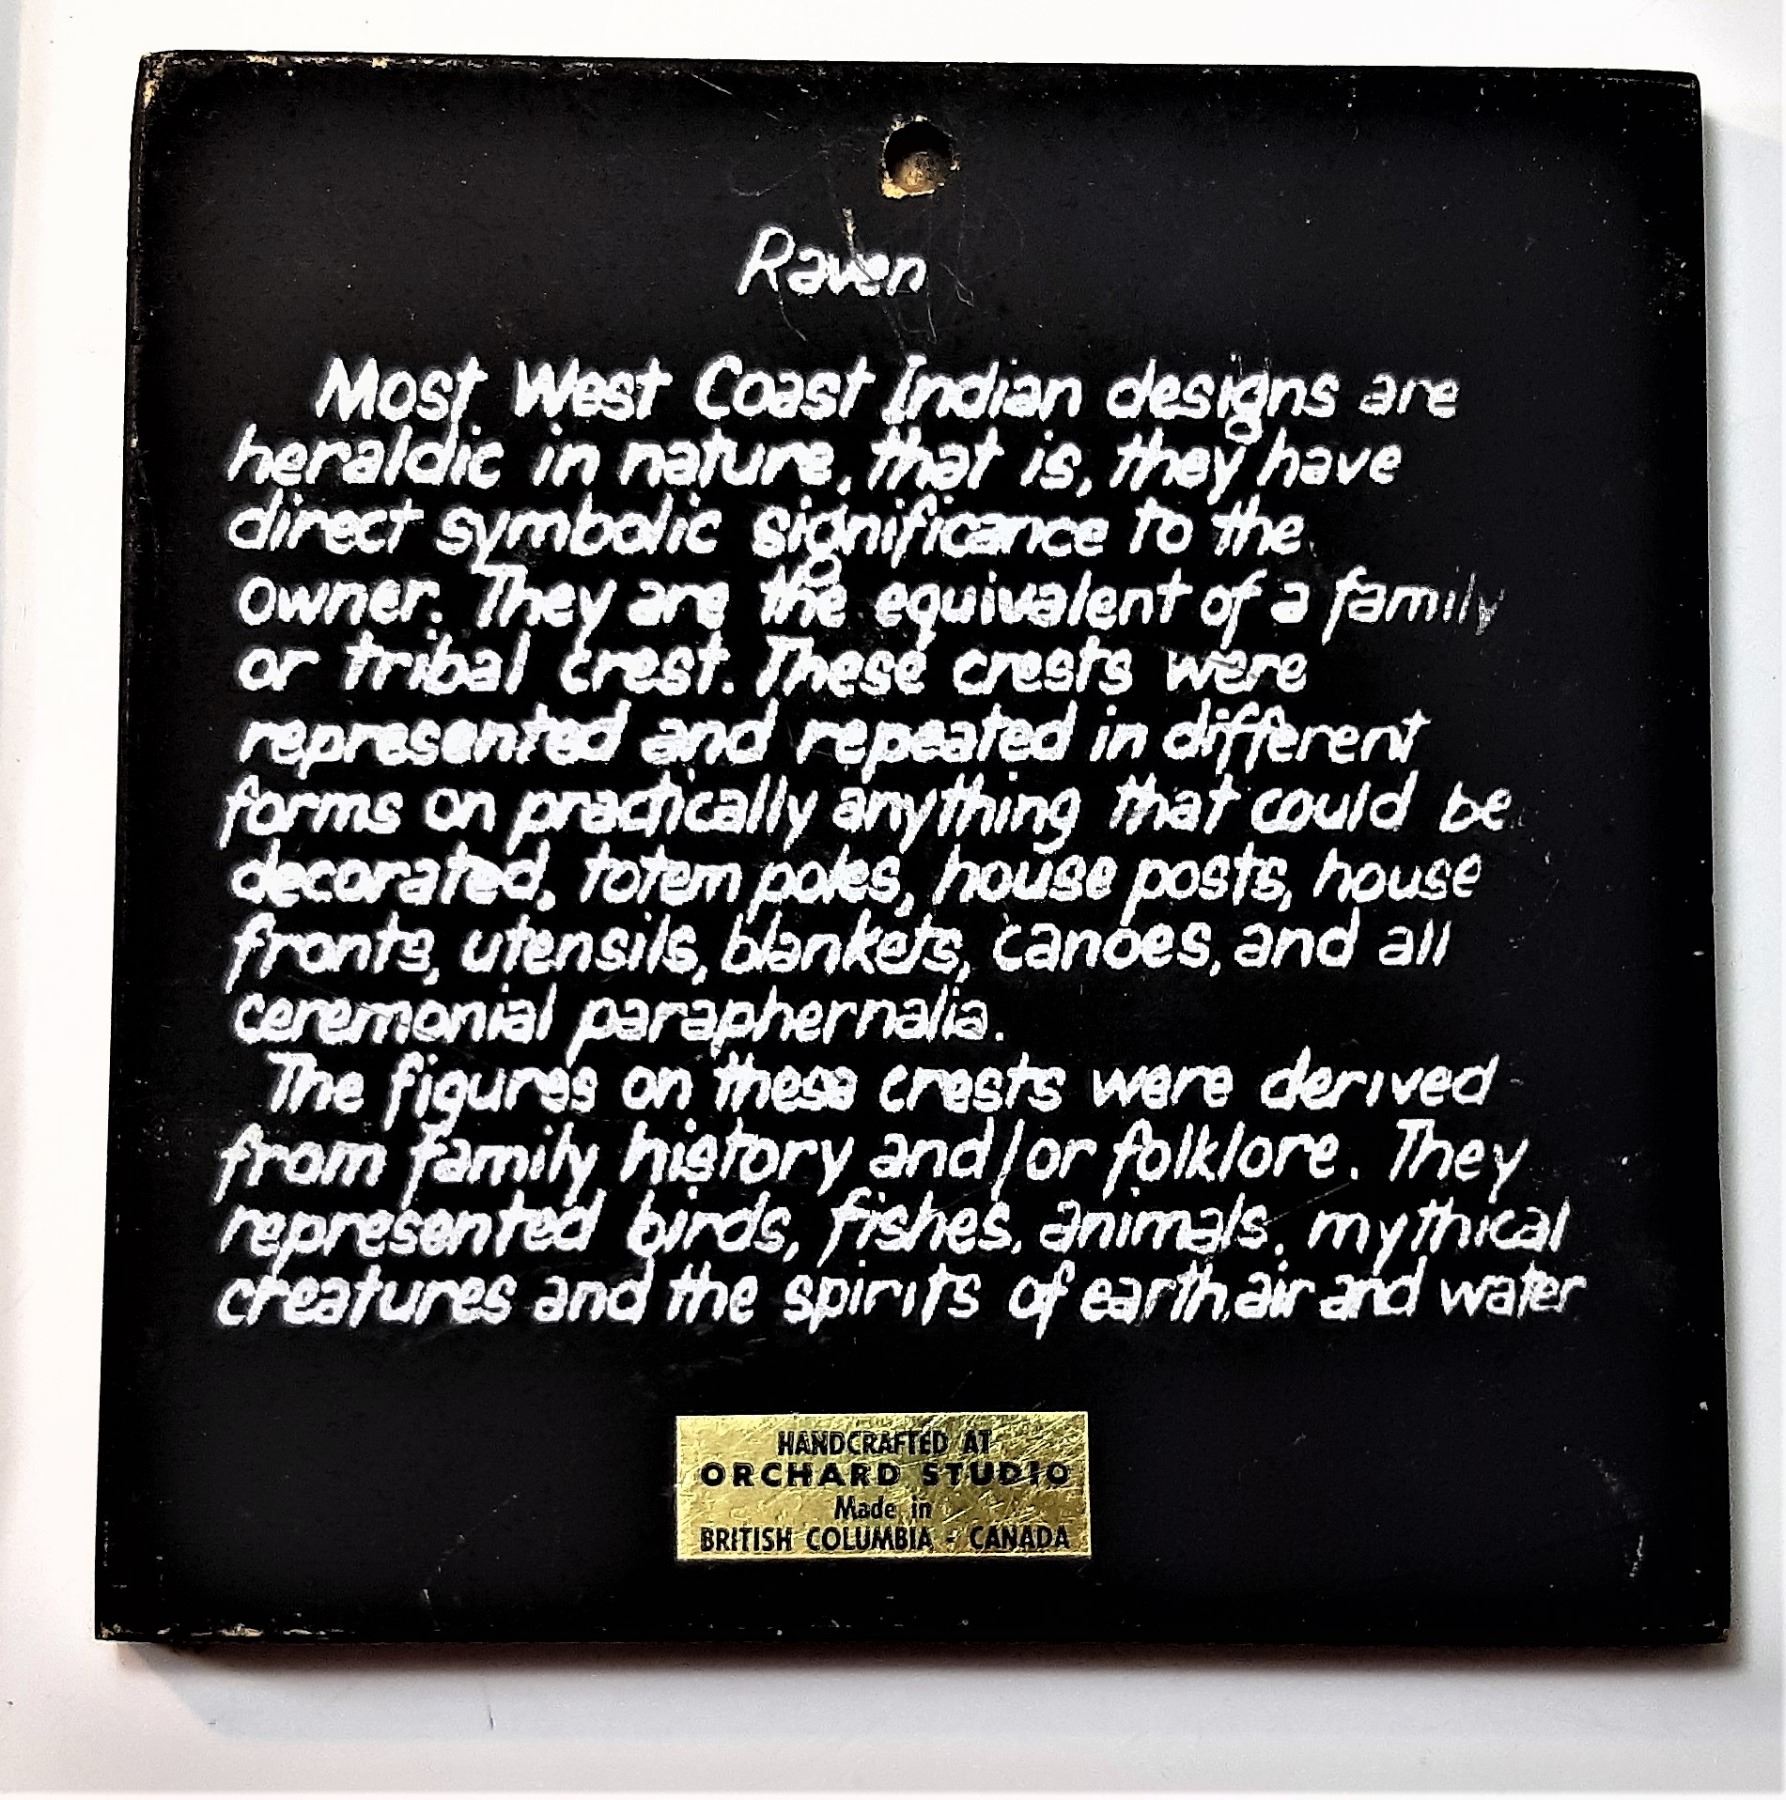 Raven
Most West Coast Indian designs are
heraldic in nature, that is, they have
direct symbolic significance to the
owner. They are the equivalent of a family
or tribal crest. These crests were
represented and repeated in different
forms on practically anything that could be
decorated, totem poles, house posts, house
fronts, utensils, blankets, canoes, and all
ceremonial paraphernalia.
The figures on these crests were derived
from family history and/or folklore. They
represented birds, fishes, animals, mythical
creatures and the spirits of earth, air and water
HANDCRAFTED AT
ORCHARD STUDIO
Made in
BRITISH COLUMBIA - CANADA